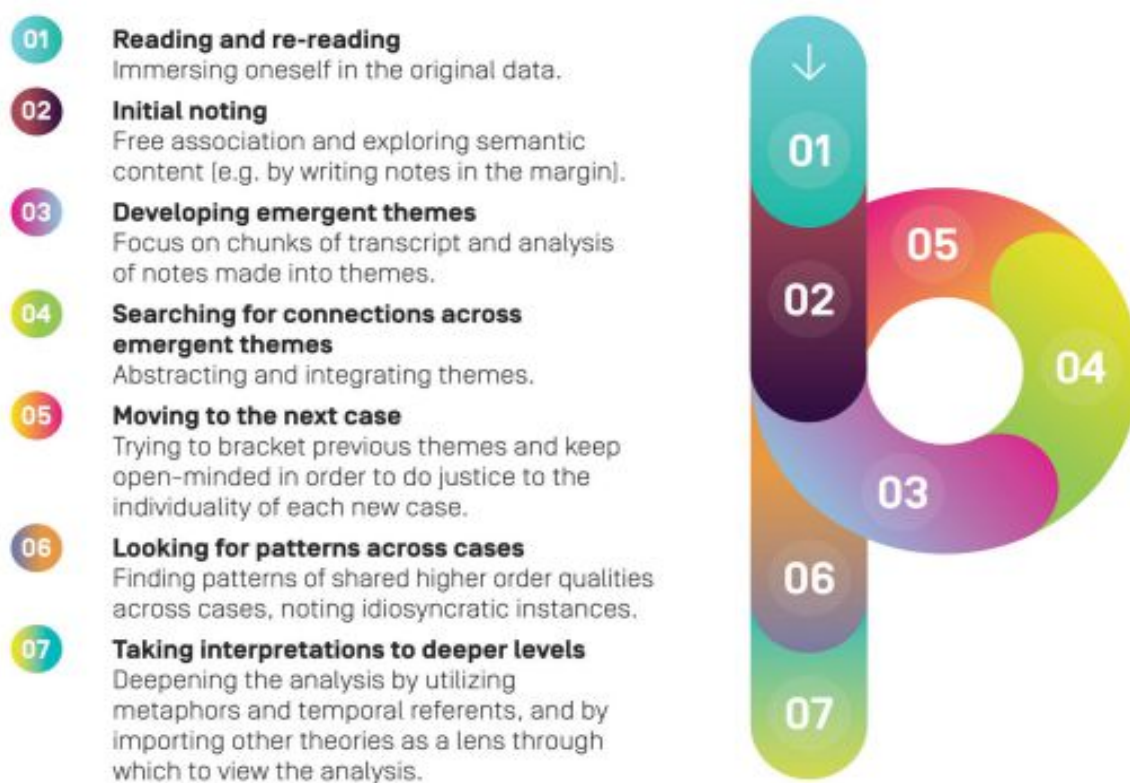 01
Reading and re-reading
Immersing oneself in the original data.
02
Initial noting
Free association and exploring semantic
content (e.g. by writing notes in the margin).
03
Developing emergent themes
Focus on chunks of transcript and analysis
of notes made into themes.
04
Searching for connections across
emergent themes
Abstracting and integrating themes.
05
Moving to the next case
Trying to bracket previous themes and keep
open-minded in order to do justice to the
individuality of each new case.
06
Looking for patterns across cases
Finding patterns of shared higher order qualities
across cases, noting idiosyncratic instances.
07
Taking interpretations to deeper levels
Deepening the analysis by utilizing
metaphors and temporal referents, and by
importing other theories as a lens through
which to view the analysis.
01
02
05
04
03
06
07